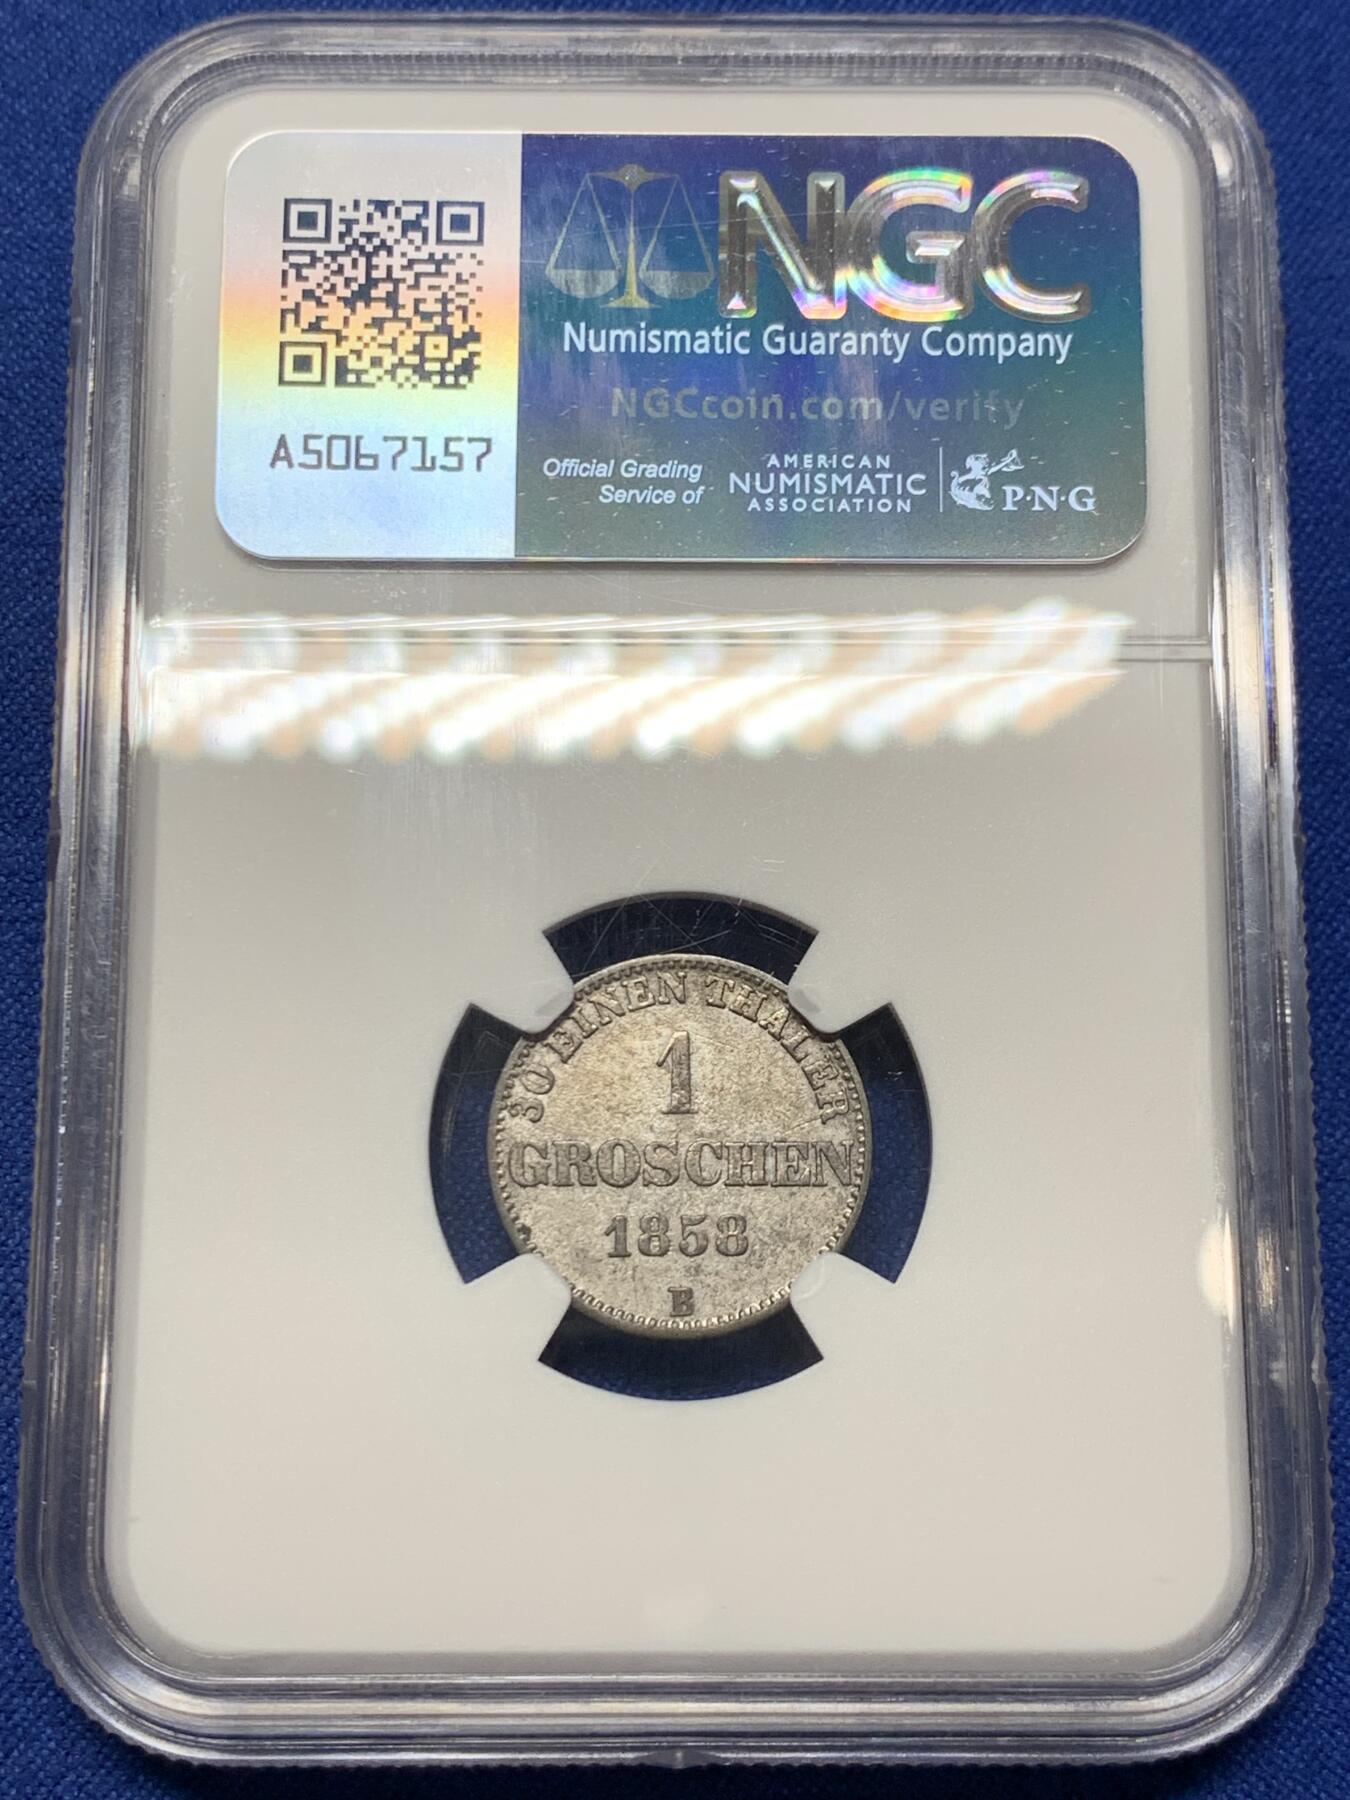 NGC
Numismatic Guaranty Company
NGCcoin.com/verify
A5067157
Official Grading
Service of
AMERICAN
NUMISMATIC
ASSOCIATION
P·N·G
30 EINEN THALER
1
GROSCHEN
1858
B